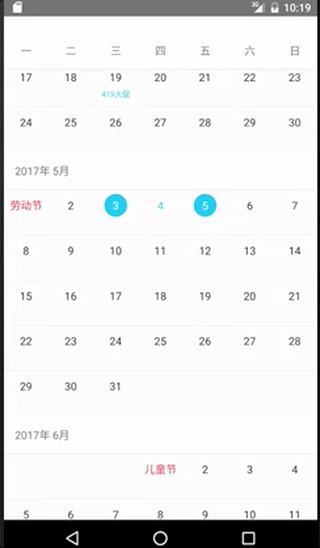 3G 10:19
一 二 三 四 五 六 日
17 18 19 20 21 22 23
419大促
24 25 26 27 28 29 30
2017年 5月
劳动节 2 3 4 5 6 7
8 9 10 11 12 13 14
15 16 17 18 19 20 21
22 23 24 25 26 27 28
29 30 31
2017年 6月
儿童节 2 3 4
5 6 7 8 9 10 11